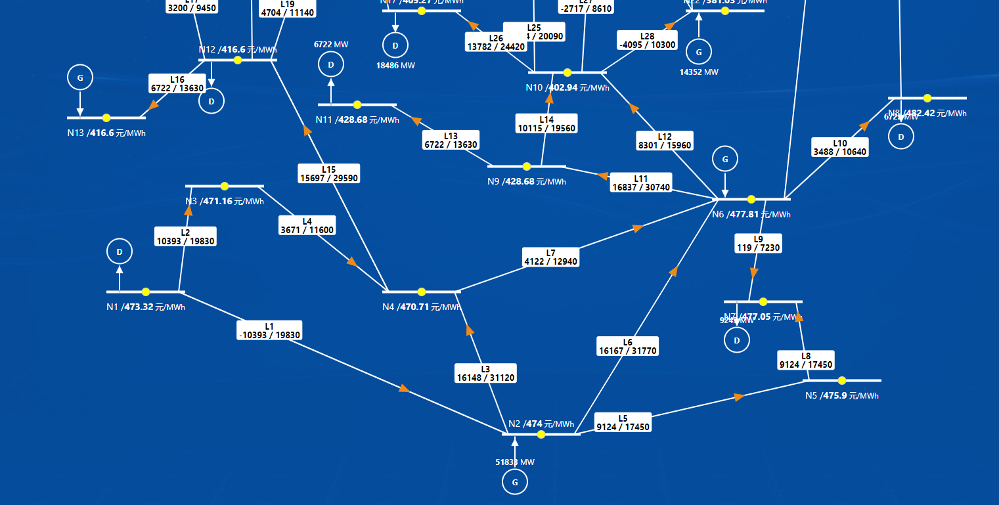 3200 / 9450
L19
4704 / 11140
-2717 / 8610
L25
/ 20090
L26
13782 / 24420
L28
-4095 / 10300
N12 /416.6 元/MWh
6722 MW
D
D
18486 MW
G
14352 MW
G
L16
6722 / 13630
D
N10 /402.94 元/MWh
N13 /416.6 元/MWh
N11 /428.68 元/MWh
L14
10115 / 19560
N8 /482.42 元/MWh
D
L13
6722 / 13630
L12
8301 / 15960
L10
3488 / 10640
G
L15
15697 / 29590
N9 /428.68 元/MWh
L11
16837 / 30740
N3 /471.16 元/MWh
N6 /477.81 元/MWh
L4
3671 / 11600
L2
10393 / 19830
D
L7
4122 / 12940
L9
119 / 7230
N1 /473.32 元/MWh
N4 /470.71 元/MWh
N7 /477.05 元/MWh
D
L1
-10393 / 19830
L6
16167 / 31770
L3
16148 / 31120
L8
9124 / 17450
N5 /475.9 元/MWh
N2 /474 元/MWh
L5
9124 / 17450
51833 MW
G